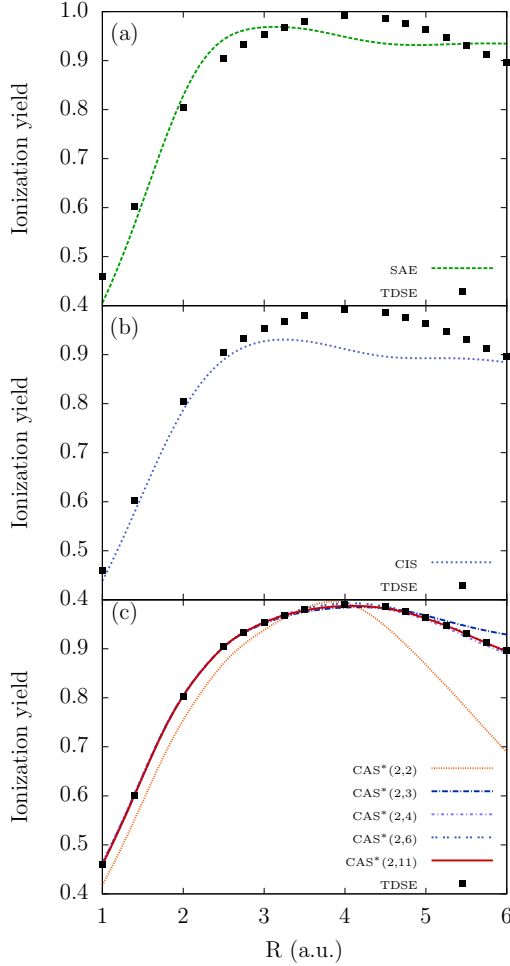 (a)
Ionization yield
1.0
0.9
0.8
0.7
0.6
0.5
0.4
SAE
TDSE
(b)
Ionization yield
0.9
0.8
0.7
0.6
0.5
0.4
CIS
TDSE
(c)
Ionization yield
0.9
0.8
0.7
0.6
0.5
0.4
CAS*(2,2)
CAS*(2,3)
CAS*(2,4)
CAS*(2,6)
CAS*(2,11)
TDSE
1 2 3 4 5 6
R (a.u.)